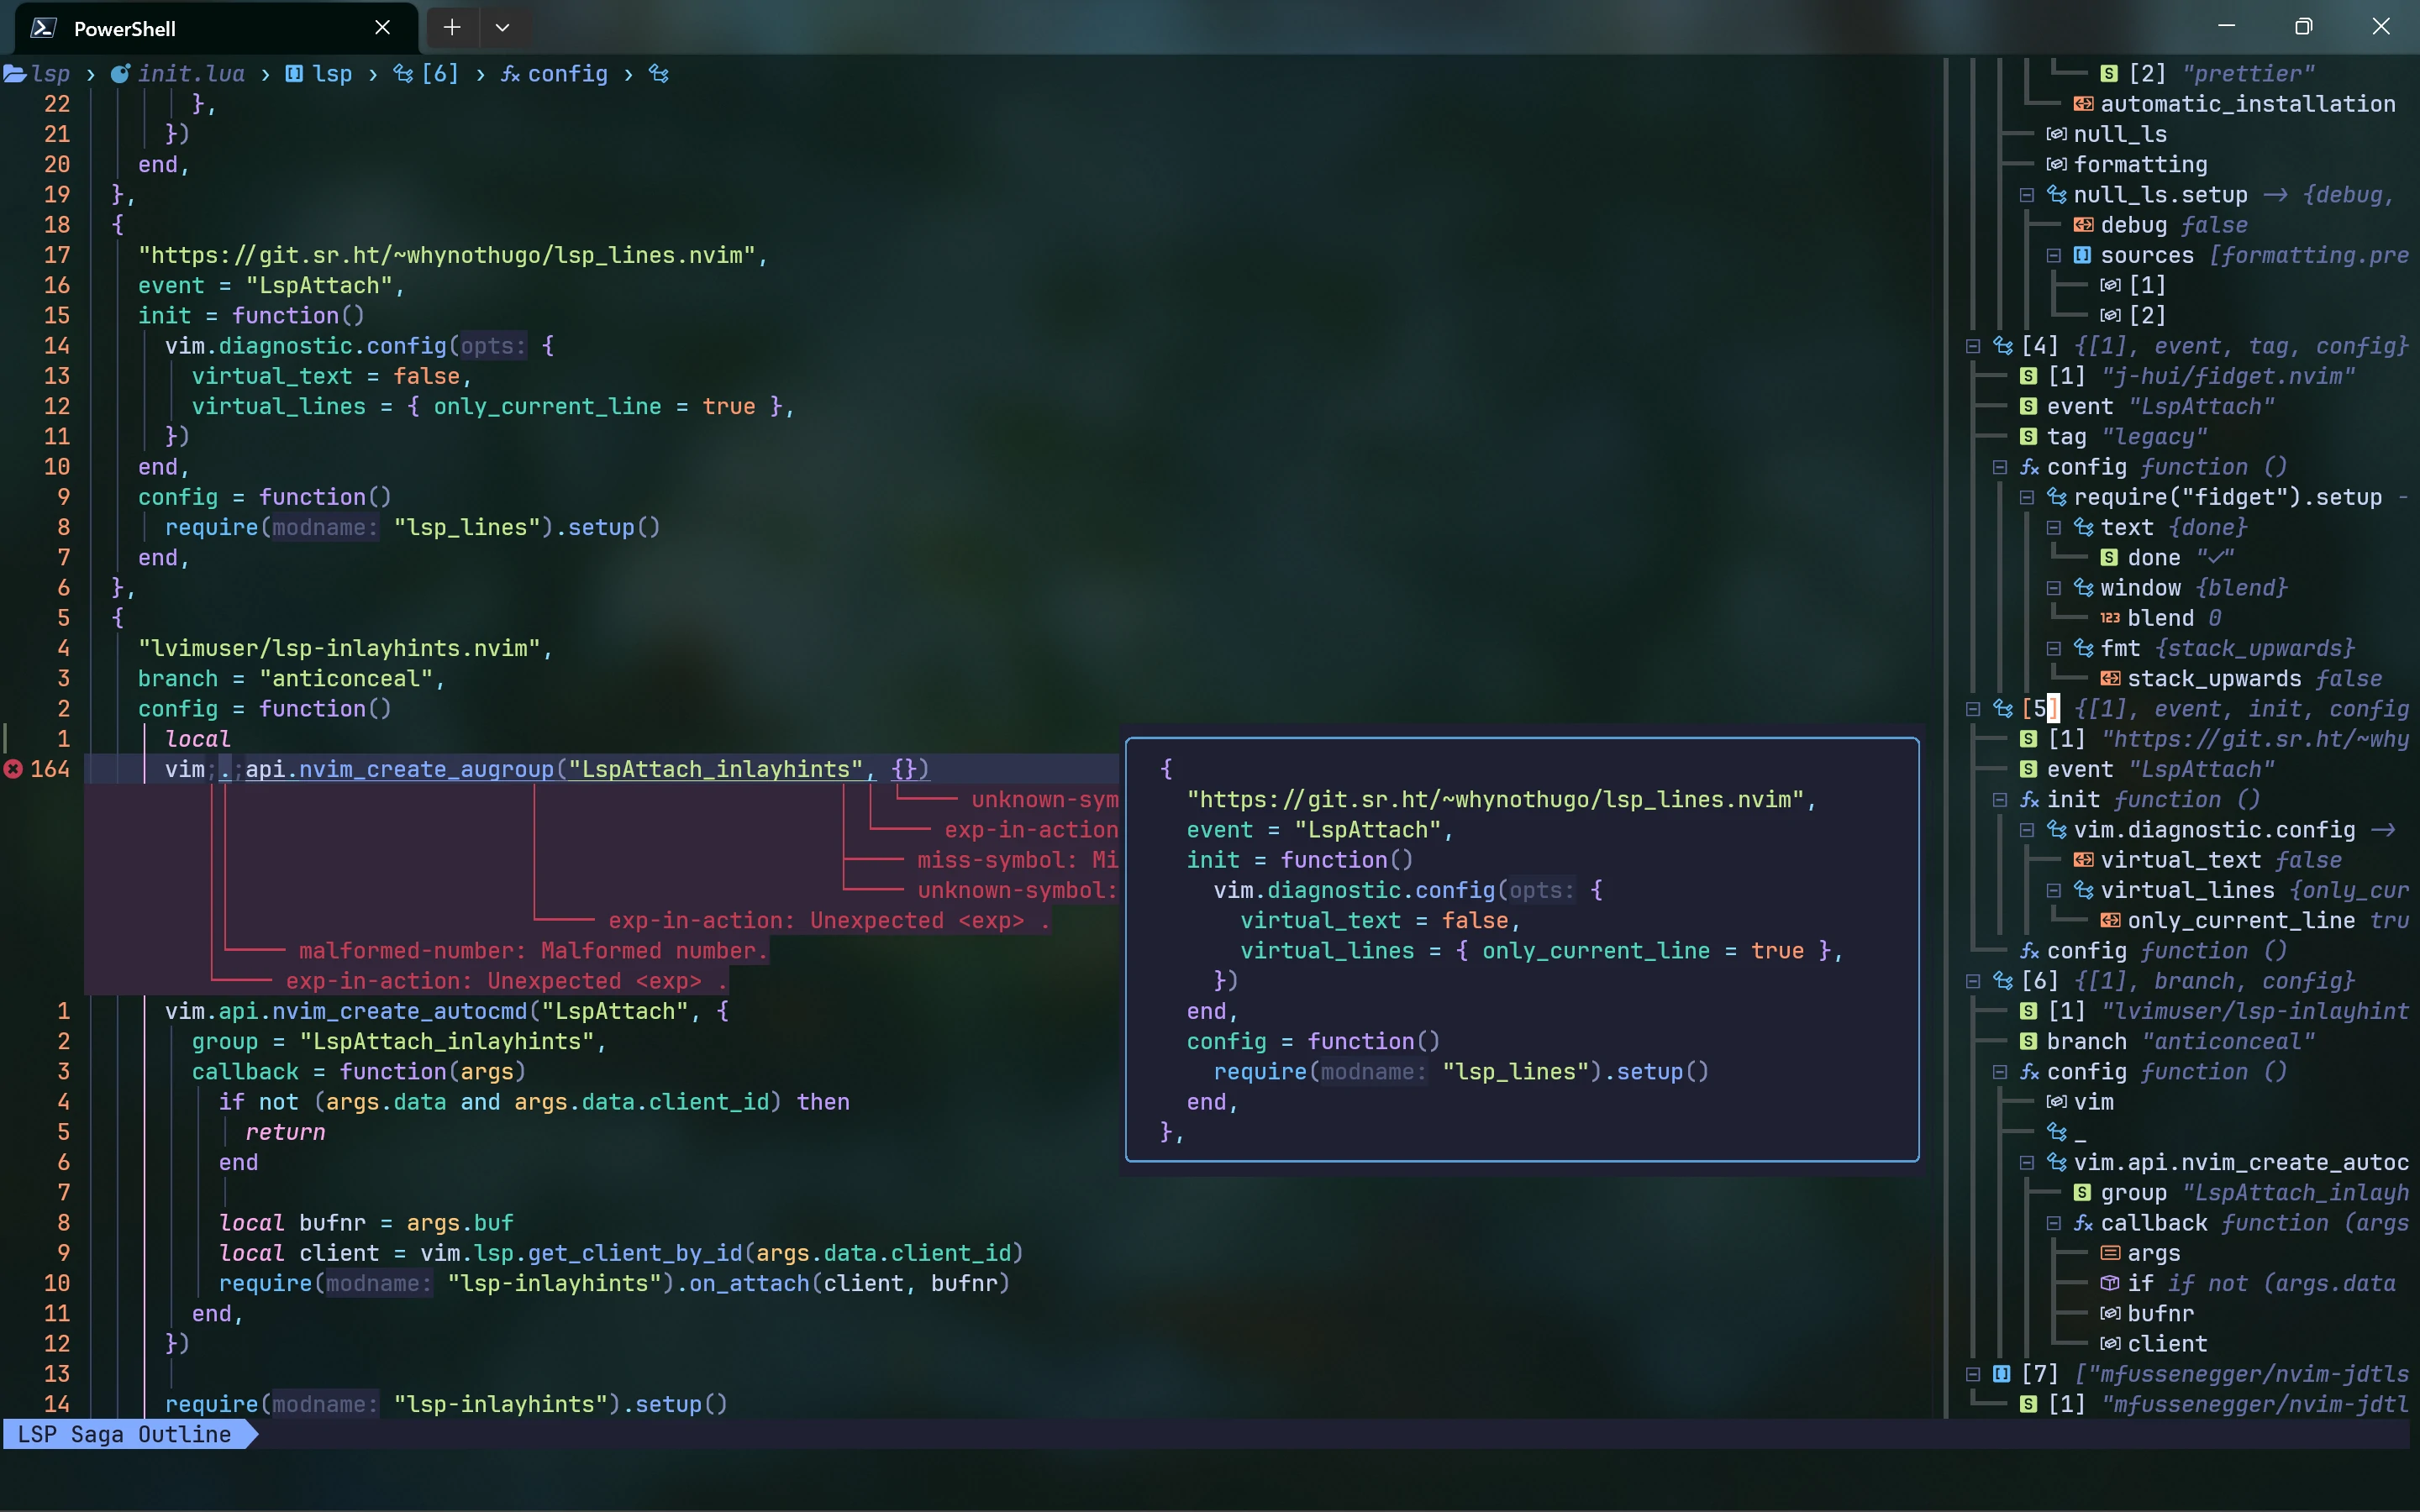 PowerShell
lsp › init.lua › lsp › [6] › config ›
22 },
21 })
20 end,
19 },
18 {
17 "https://git.sr.ht/~whynothugo/lsp_lines.nvim",
16 event = "LspAttach",
15 init = function()
14 vim.diagnostic.config(opts: {
13 virtual_text = false,
12 virtual_lines = { only_current_line = true },
11 })
10 end,
9 config = function()
8 require(modname: "lsp_lines").setup()
7 end,
6 },
5 {
4 "lvimuser/lsp-inlayhints.nvim",
3 branch = "anticonceal",
2 config = function()
1 local
164 vim;.;api.nvim_create_augroup("LspAttach_inlayhints", {})
unknown-sym
exp-in-action
miss-symbol: Mi
unknown-symbol:
exp-in-action: Unexpected <exp> .
malformed-number: Malformed number.
exp-in-action: Unexpected <exp> .
1 vim.api.nvim_create_autocmd("LspAttach", {
2 group = "LspAttach_inlayhints",
3 callback = function(args)
4 if not (args.data and args.data.client_id) then
5 return
6 end
7
8 local bufnr = args.buf
9 local client = vim.lsp.get_client_by_id(args.data.client_id)
10 require(modname: "lsp-inlayhints").on_attach(client, bufnr)
11 end,
12 })
13
14 require(modname: "lsp-inlayhints").setup()
{
"https://git.sr.ht/~whynothugo/lsp_lines.nvim",
event = "LspAttach",
init = function()
vim.diagnostic.config(opts: {
virtual_text = false,
virtual_lines = { only_current_line = true },
})
end,
config = function()
require(modname: "lsp_lines").setup()
end,
},
S [2] "prettier"
automatic_installation
null_ls
formatting
null_ls.setup → {debug,
debug false
sources [formatting.pre
[1]
[2]
[4] {[1], event, tag, config}
S [1] "j-hui/fidget.nvim"
S event "LspAttach"
S tag "legacy"
fx config function ()
require("fidget").setup -
text {done}
S done "✓"
window {blend}
123 blend 0
fmt {stack_upwards}
stack_upwards false
[5] {[1], event, init, config
S [1] "https://git.sr.ht/~why
S event "LspAttach"
fx init function ()
vim.diagnostic.config →
virtual_text false
virtual_lines {only_cur
only_current_line tru
fx config function ()
[6] {[1], branch, config}
S [1] "lvimuser/lsp-inlayhint
S branch "anticonceal"
fx config function ()
vim
_
vim.api.nvim_create_autoc
S group "LspAttach_inlayh
fx callback function (args
args
if if not (args.data
bufnr
client
[7] ["mfussenegger/nvim-jdtls
S [1] "mfussenegger/nvim-jdtl
LSP Saga Outline